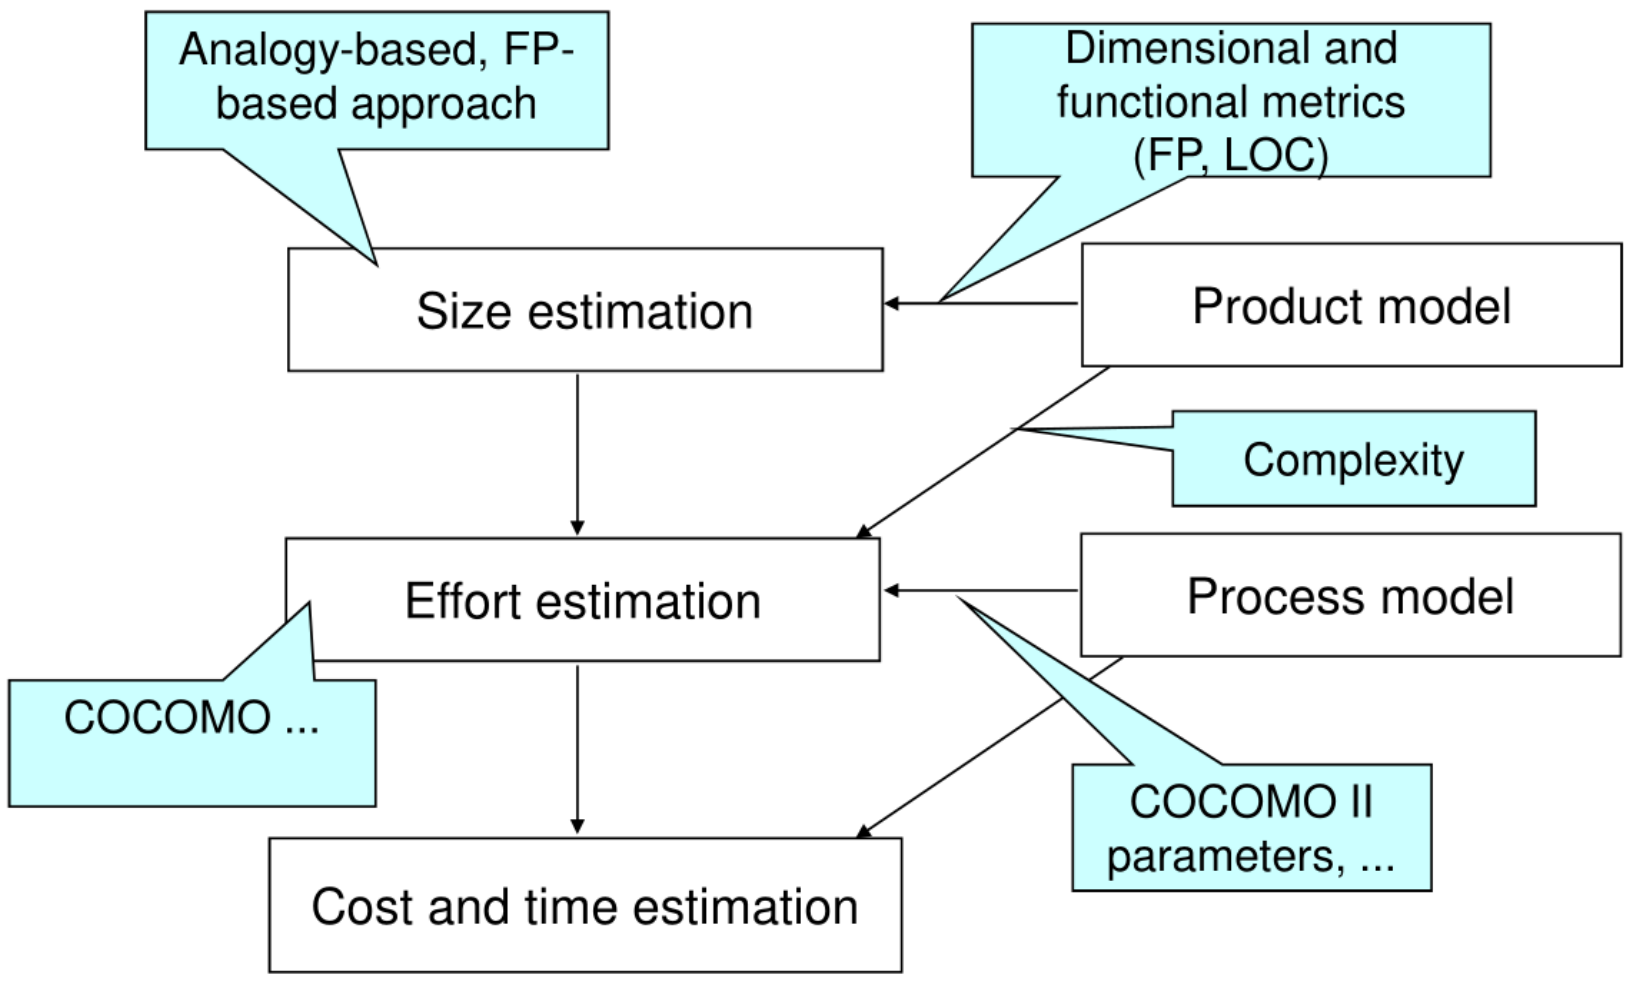 Analogy-based, FP-
based approach
Dimensional and
functional metrics
(FP, LOC)
Size estimation
Product model
Complexity
Effort estimation
Process model
COCOMO ...
COCOMO II
parameters, ...
Cost and time estimation